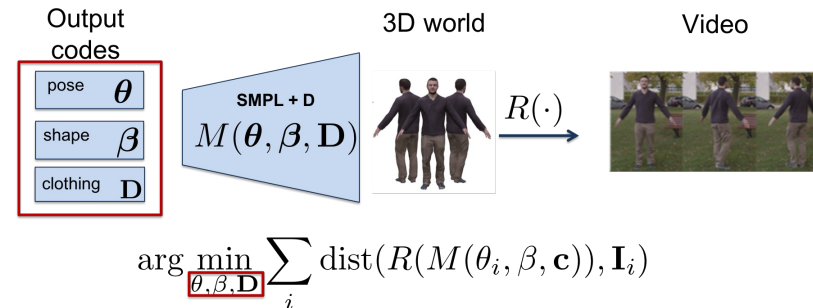 Output codes
3D world
Video
pose θ
shape β
clothing D
SMPL + D
M(θ, β, D)
R(·)
arg min ∑ dist(R(M(θ_i, β, c)), I_i)
θ,β,D i